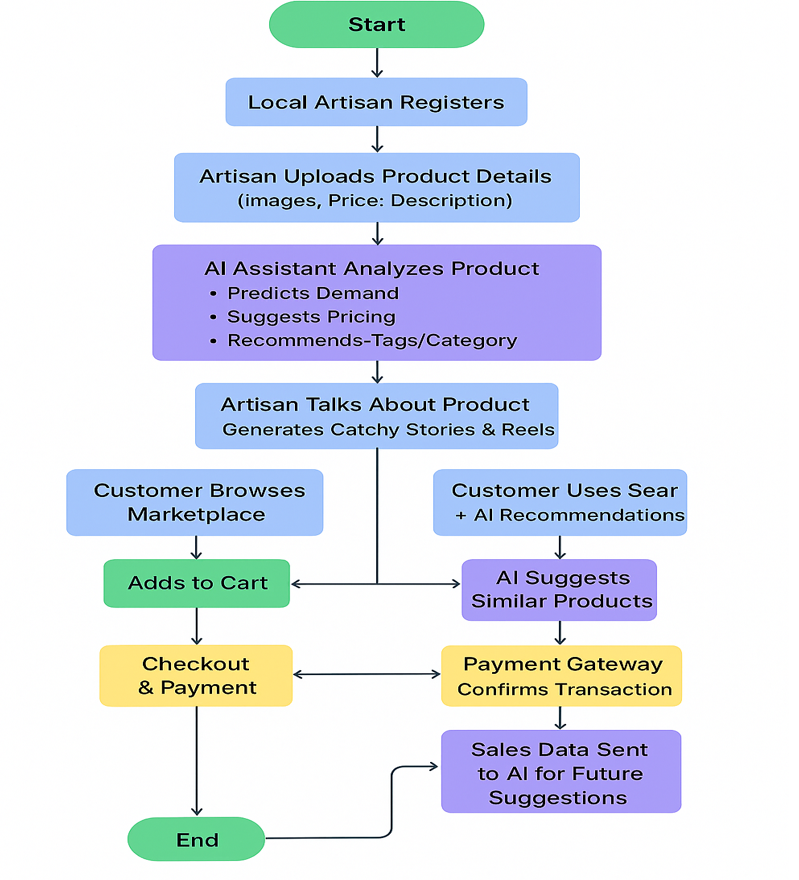 Start
Local Artisan Registers
Artisan Uploads Product Details
(images, Price: Description)
AI Assistant Analyzes Product
• Predicts Demand
• Suggests Pricing
• Recommends-Tags/Category
Artisan Talks About Product
Generates Catchy Stories & Reels
Customer Browses
Marketplace
Customer Uses Sear
+ AI Recommendations
Adds to Cart
AI Suggests
Similar Products
Checkout
& Payment
Payment Gateway
Confirms Transaction
Sales Data Sent
to AI for Future
Suggestions
End